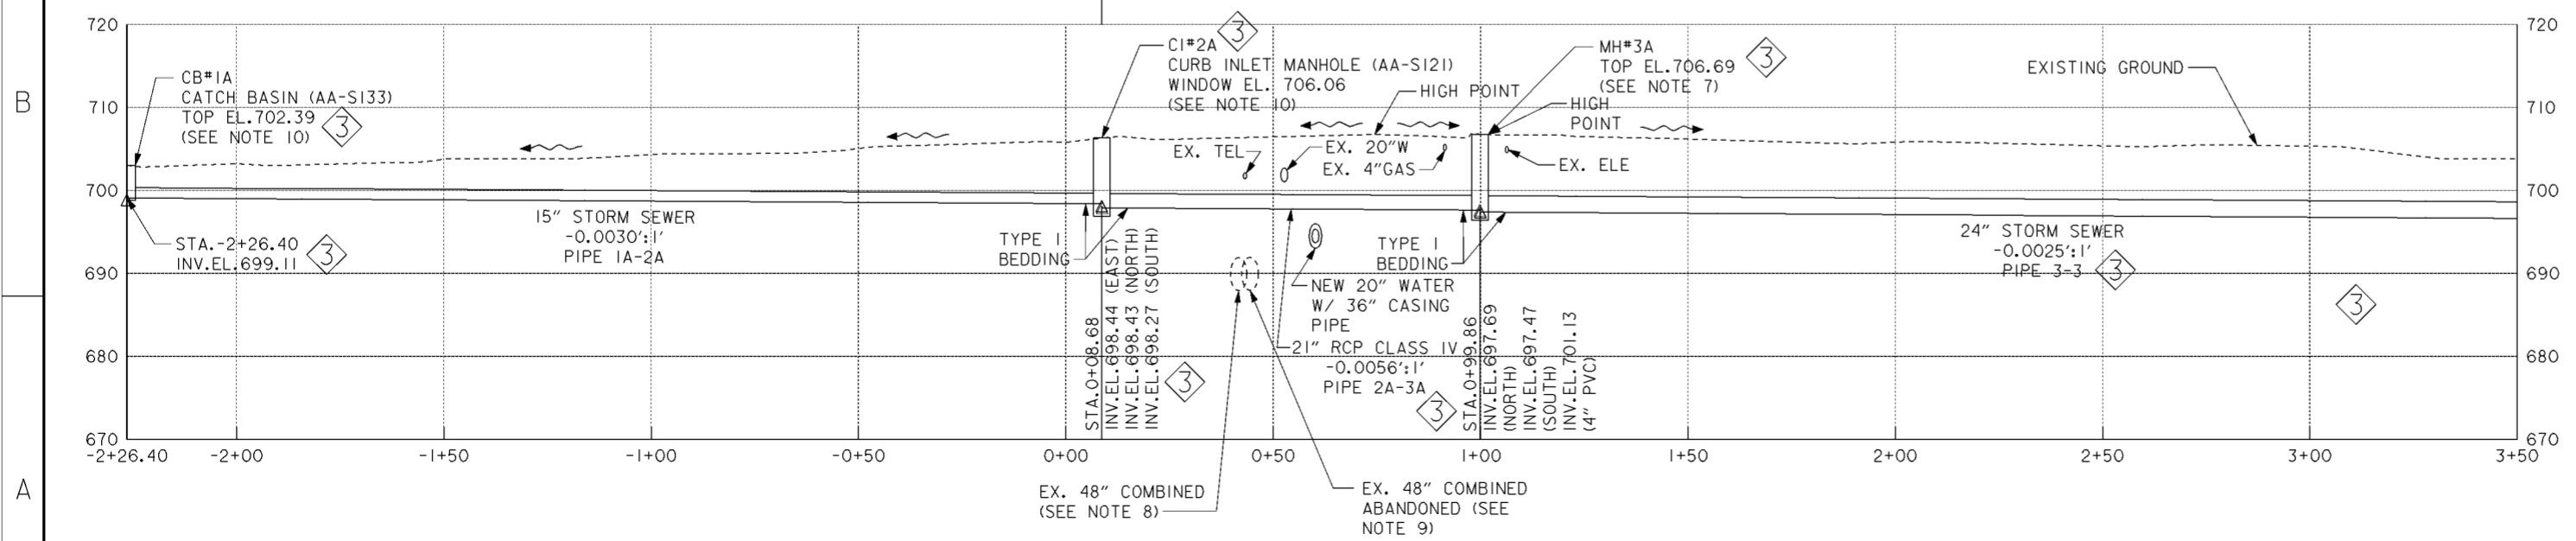 B
A
720
710
700
690
680
670
720
710
700
690
680
670
CB#1A
CATCH BASIN (AA-S133)
TOP EL.702.39
(SEE NOTE 10)
3
STA.-2+26.40
INV.EL.699.11
3
15" STORM SEWER
-0.0030':1'
PIPE 1A-2A
CI#2A
3
CURB INLET MANHOLE (AA-S121)
WINDOW EL. 706.06
(SEE NOTE 10)
HIGH POINT
MH#3A
TOP EL.706.69
(SEE NOTE 7)
3
HIGH
POINT
EXISTING GROUND
EX. TEL
EX. 20"W
EX. 4"GAS
EX. ELE
TYPE 1
BEDDING
STA.0+08.68
INV.EL.698.44 (EAST)
INV.EL.698.43 (NORTH)
INV.EL.698.27 (SOUTH)
3
NEW 20" WATER
W/ 36" CASING
PIPE
21" RCP CLASS IV
-0.0056':1'
PIPE 2A-3A
3
TYPE 1
BEDDING
STA.0+99.86
INV.EL.697.69
(NORTH)
INV.EL.697.47
(SOUTH)
INV.EL.701.13
(4" PVC)
24" STORM SEWER
-0.0025':1'
PIPE 3-3
3
3
-2+26.40
-2+00
-1+50
-1+00
-0+50
0+00
0+50
1+00
1+50
2+00
2+50
3+00
3+50
EX. 48" COMBINED
(SEE NOTE 8)
EX. 48" COMBINED
ABANDONED (SEE
NOTE 9)